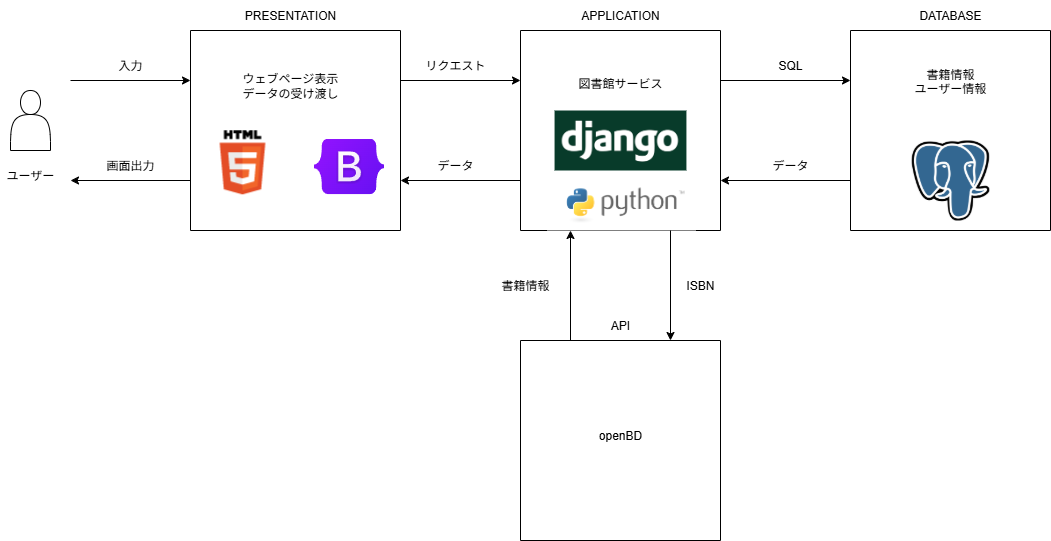 PRESENTATION
APPLICATION
DATABASE
入力
ウェブページ表示
データの受け渡し
リクエスト
図書館サービス
SQL
書籍情報
ユーザー情報
HTML
5
B
django
python™
ユーザー
画面出力
データ
データ
書籍情報
ISBN
API
openBD